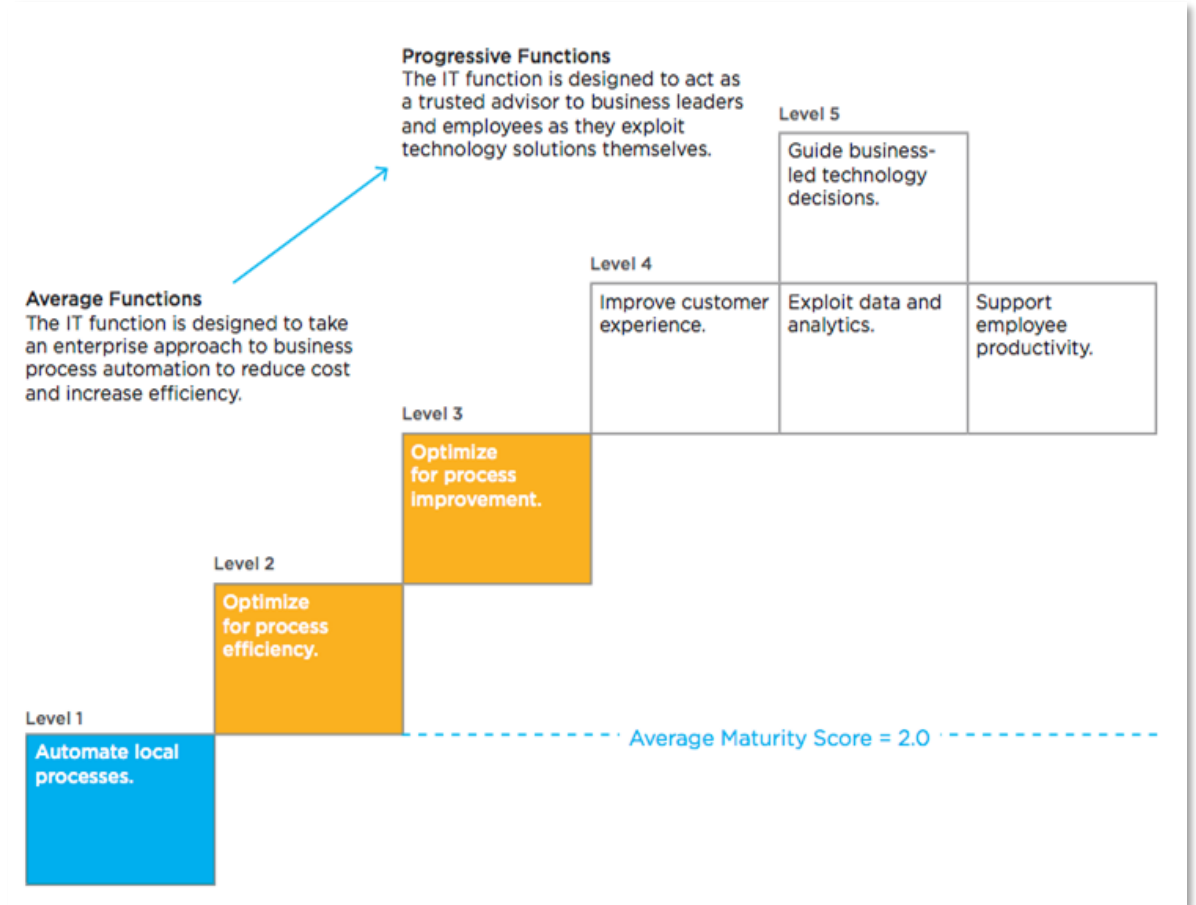 Progressive Functions
The IT function is designed to act as
a trusted advisor to business leaders
and employees as they exploit
technology solutions themselves.
Level 5
Guide business-
led technology
decisions.
Level 4
Improve customer
experience.
Exploit data and
analytics.
Support
employee
productivity.
Average Functions
The IT function is designed to take
an enterprise approach to business
process automation to reduce cost
and increase efficiency.
Level 3
Optimize
for process
improvement.
Level 2
Optimize
for process
efficiency.
Level 1
Automate local
processes.
Average Maturity Score = 2.0